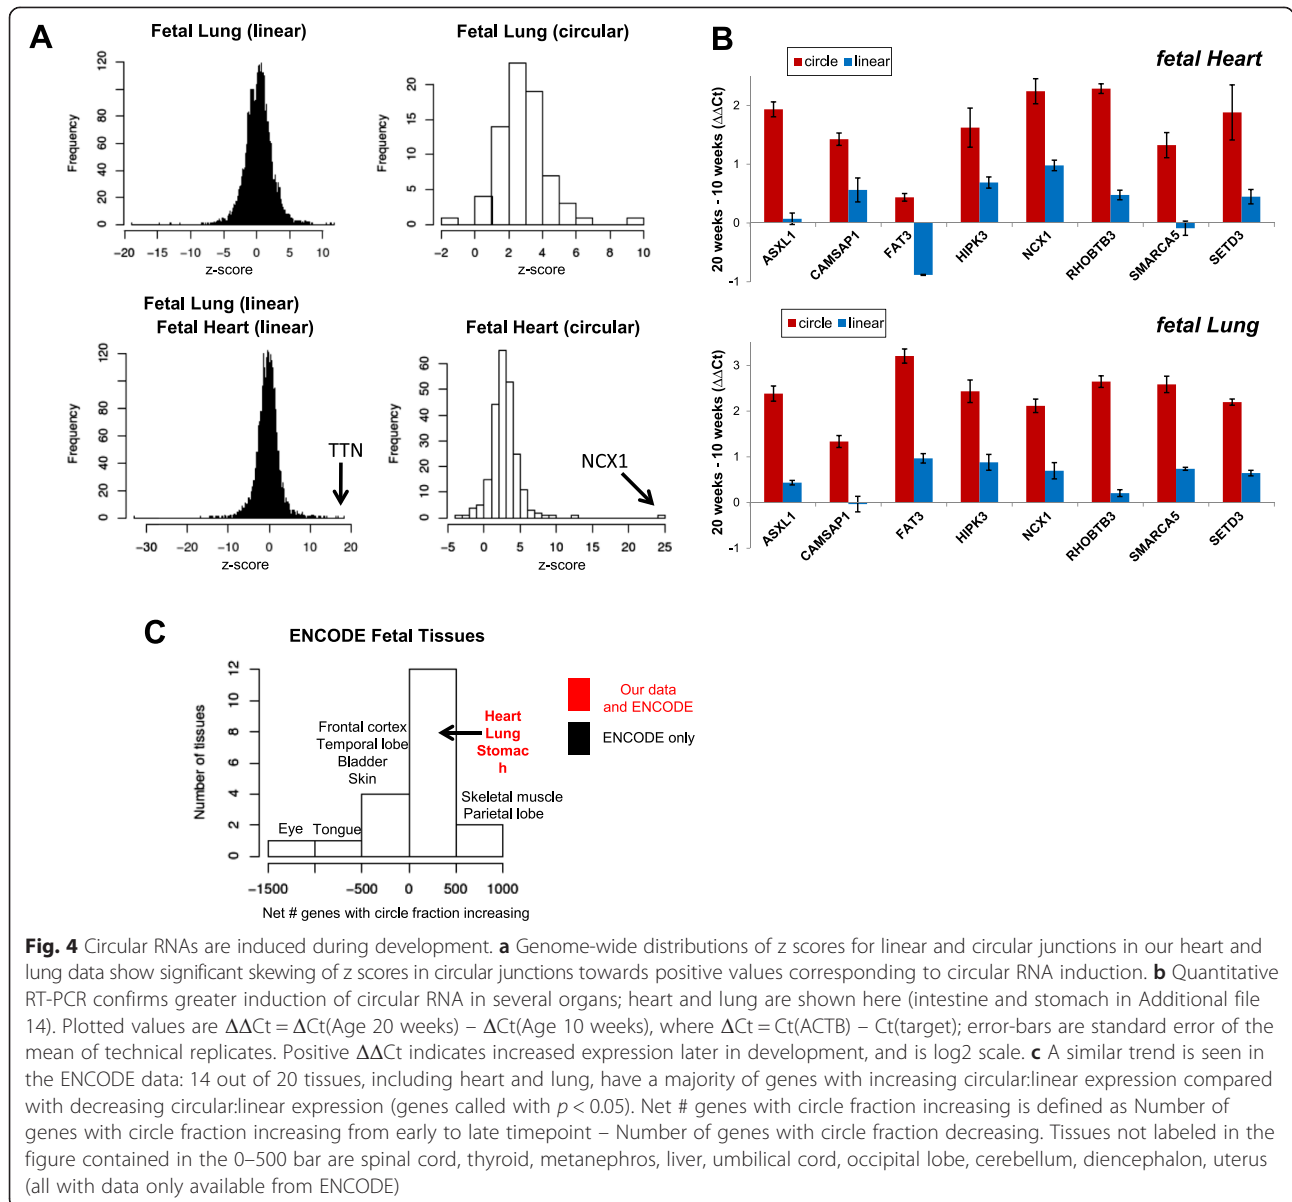 A
Fetal Lung (linear)
Frequency
0 20 40 60 80 120
−20 −15 −10 −5 0 5 10
z-score
Fetal Lung (circular)
Frequency
0 5 10 15 20
−2 0 2 4 6 8 10
z-score
Fetal Lung (linear)
Fetal Heart (linear)
Frequency
0 20 40 60 80 120
TTN
−30 −20 −10 0 10 20
z-score
Fetal Heart (circular)
Frequency
0 10 20 30 40 50 60
NCX1
−5 0 5 10 15 20 25
z-score
B
circle linear
fetal Heart
20 weeks - 10 weeks (ΔΔCt)
2
1
0
-1
ASXL1 CAMSAP1 FAT3 HIPK3 NCX1 RHOBTB3 SMARCA5 SETD3
circle linear
fetal Lung
20 weeks - 10 weeks (ΔΔCt)
3
2
1
0
-1
ASXL1 CAMSAP1 FAT3 HIPK3 NCX1 RHOBTB3 SMARCA5 SETD3
C
ENCODE Fetal Tissues
Number of tissues
0 2 4 6 8 10 12
Eye
Tongue
Frontal cortex
Temporal lobe
Bladder
Skin
Heart
Lung
Stomac
h
Skeletal muscle
Parietal lobe
Our data
and ENCODE
ENCODE only
−1500 −500 0 500 1000
Net # genes with circle fraction increasing
Fig. 4 Circular RNAs are induced during development. a Genome-wide distributions of z scores for linear and circular junctions in our heart and
lung data show significant skewing of z scores in circular junctions towards positive values corresponding to circular RNA induction. b Quantitative
RT-PCR confirms greater induction of circular RNA in several organs; heart and lung are shown here (intestine and stomach in Additional file
14). Plotted values are ΔΔCt = ΔCt(Age 20 weeks) – ΔCt(Age 10 weeks), where ΔCt = Ct(ACTB) – Ct(target); error-bars are standard error of the
mean of technical replicates. Positive ΔΔCt indicates increased expression later in development, and is log2 scale. c A similar trend is seen in
the ENCODE data: 14 out of 20 tissues, including heart and lung, have a majority of genes with increasing circular:linear expression compared
with decreasing circular:linear expression (genes called with p < 0.05). Net # genes with circle fraction increasing is defined as Number of
genes with circle fraction increasing from early to late timepoint – Number of genes with circle fraction decreasing. Tissues not labeled in the
figure contained in the 0–500 bar are spinal cord, thyroid, metanephros, liver, umbilical cord, occipital lobe, cerebellum, diencephalon, uterus
(all with data only available from ENCODE)